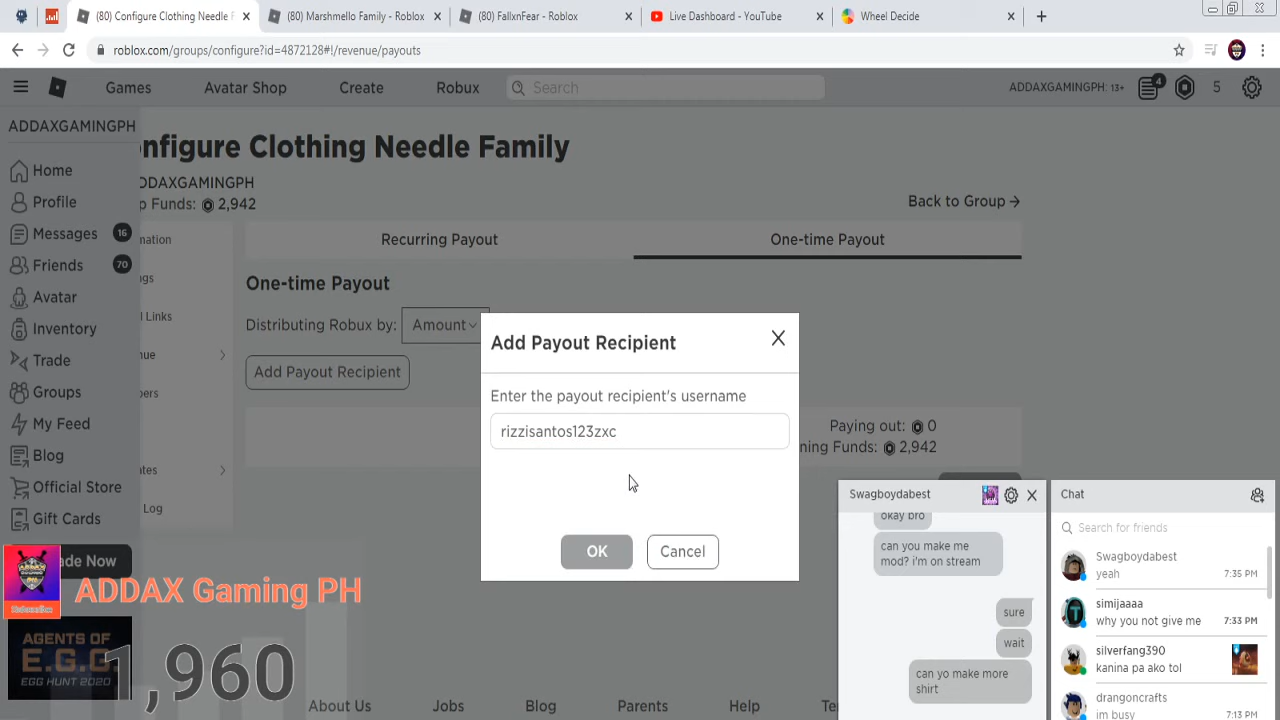 (80) Configure Clothing Needle F
(80) Marshmello Family - Roblox
(80) FallxnFear - Roblox
Live Dashboard - YouTube
Wheel Decide
roblox.com/groups/configure?id=4872128#!/revenue/payouts
Games
Avatar Shop
Create
Robux
Search
ADDAXGAMINGPH: 13+
4
5
ADDAXGAMINGPH
Home
Profile
Messages 16
Friends 70
Avatar
Inventory
Trade
Groups
My Feed
Blog
Official Store
Gift Cards
ade Now
nfigure Clothing Needle Family
DDAXGAMINGPH
p Funds: 2,942
Back to Group
mation
ngs
l Links
nue
bers
ates
Log
Recurring Payout
One-time Payout
One-time Payout
Distributing Robux by: Amount
Add Payout Recipient
Paying out: 0
ning Funds: 2,942
Add Payout Recipient
Enter the payout recipient's username
rizzisantos123zxc
OK
Cancel
Swagboydabest
okay bro
can you make me
mod? i'm on stream
sure
wait
can yo make more
shirt
Chat
Search for friends
Swagboydabest
yeah
7:35 PM
simijaaaa
why you not give me
7:33 PM
silverfang390
kanina pa ako tol
drangoncrafts
im busy
7:13 PM
ADDAX Gaming PH
AGENTS OF
E.G.G.
EGG HUNT 2020
1,960
About Us
Jobs
Blog
Parents
Help
Te